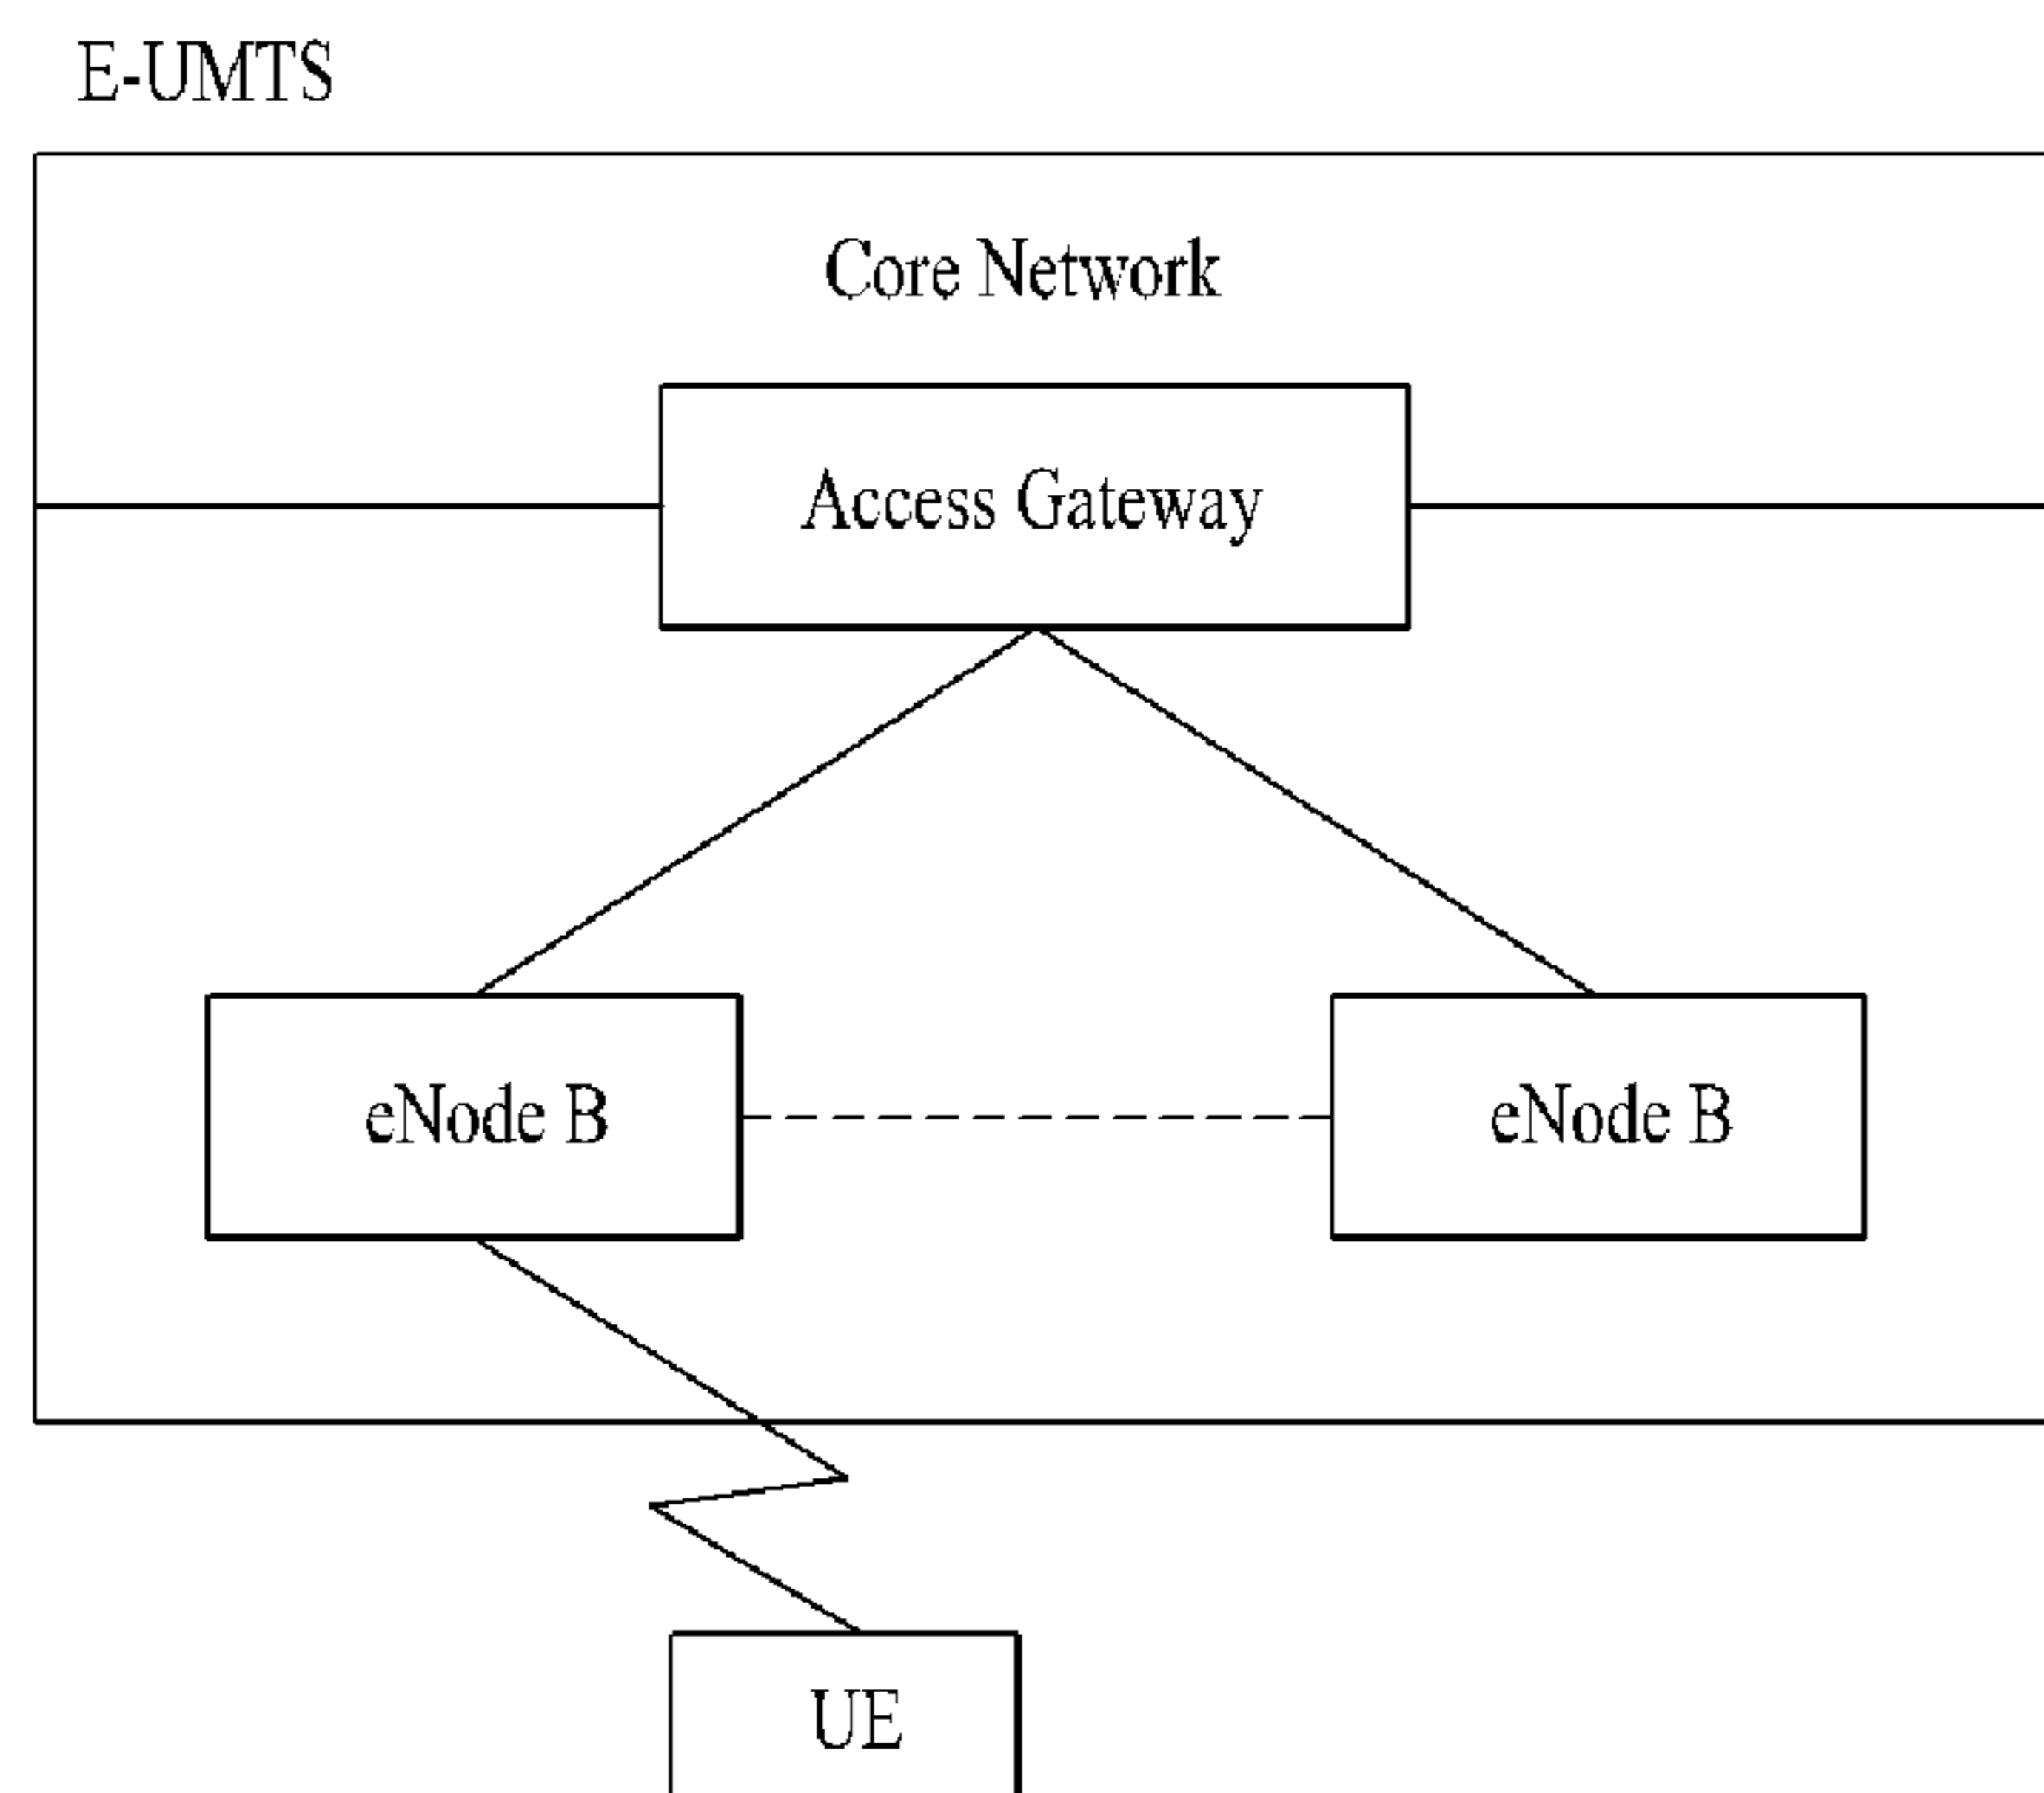 E-UMTS
Core Network
Access Gateway
eNode B
eNode B
UE